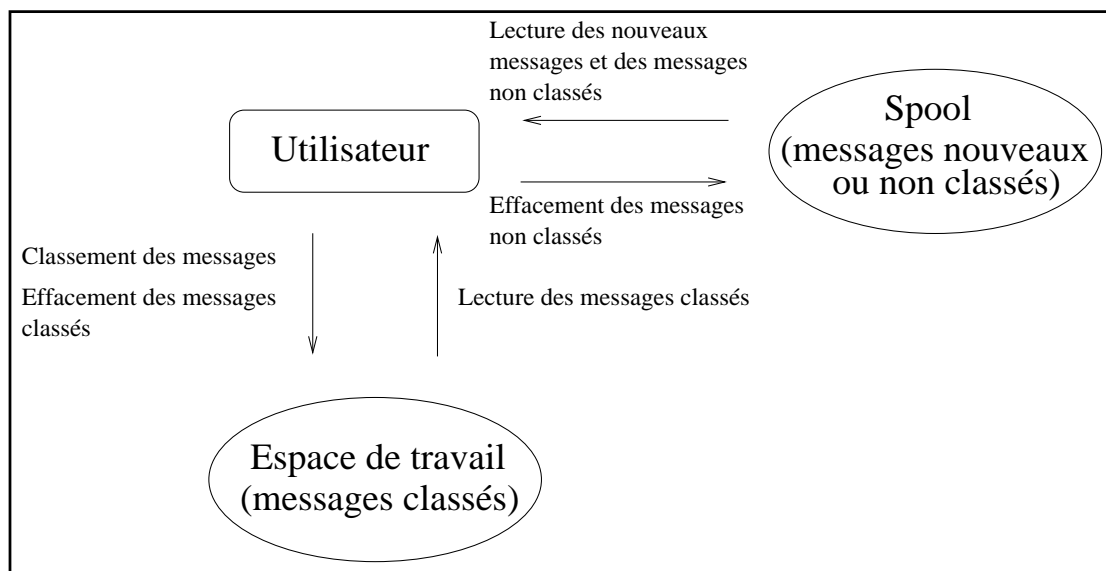 Lecture des nouveaux
messages et des messages
non classés
Utilisateur
Spool
(messages nouveaux
ou non classés)
Effacement des messages
non classés
Classement des messages
Effacement des messages
classés
Lecture des messages classés
Espace de travail
(messages classés)